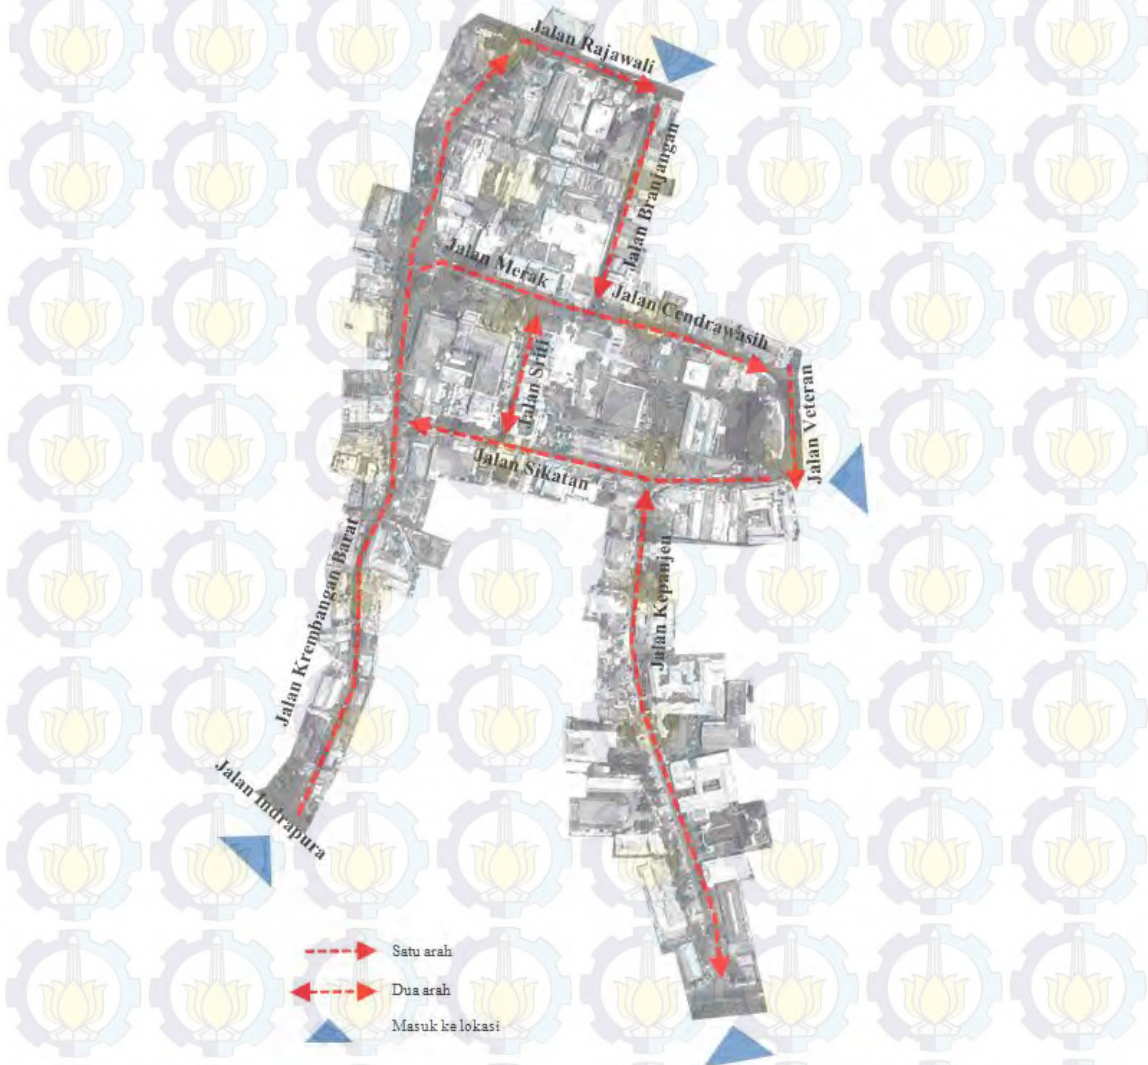 Jalan Rajawali
Jalan Branjangan
Jalan Merak
Jalan Cendrawasih
Jalan Sriti
Jalan Veteran
Jalan Sikatan
Jalan Krembangan Barat
Jalan Kepanjen
Jalan Indrapura
Satu arah
Dua arah
Masuk ke lokasi